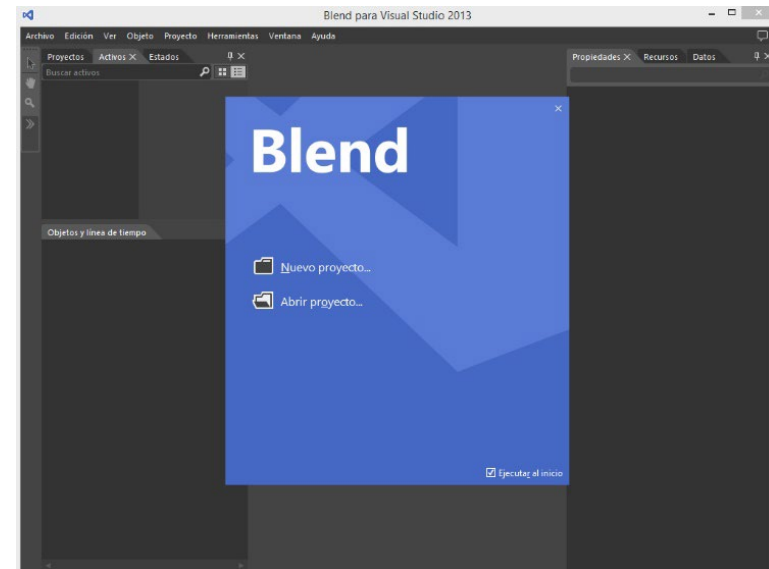 Blend para Visual Studio 2013
Archivo Edición Ver Objeto Proyecto Herramientas Ventana Ayuda
Proyectos Activos Estados
Propiedades Recursos Datos
Buscar activos
Blend
Objetos y línea de tiempo
Nuevo proyecto...
Abrir proyecto...
Ejecutar al inicio